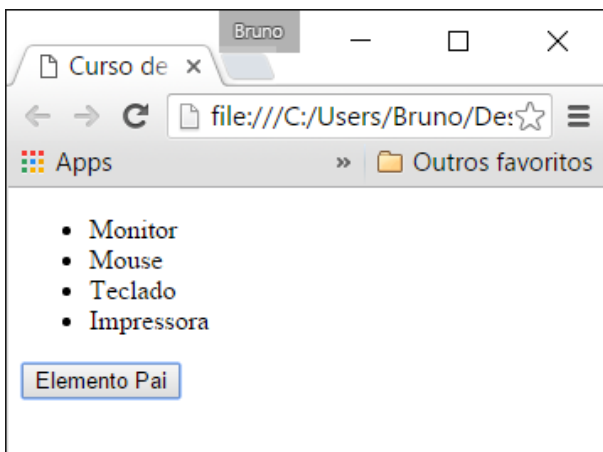 Bruno
Curso de
file:///C:/Users/Bruno/Des
Apps » Outros favoritos
Monitor
Mouse
Teclado
Impressora
Elemento Pai